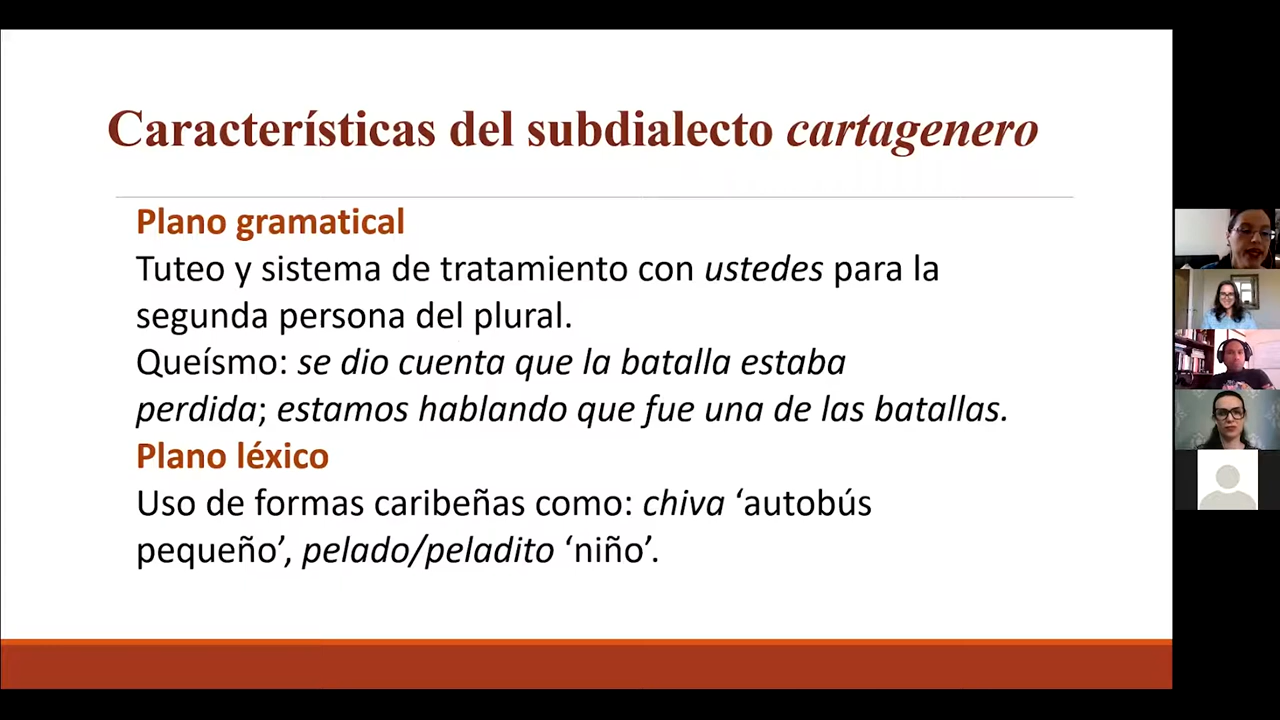 Características del subdialecto cartagenero
Plano gramatical
Tuteo y sistema de tratamiento con ustedes para la
segunda persona del plural.
Queísmo: se dio cuenta que la batalla estaba
perdida; estamos hablando que fue una de las batallas.
Plano léxico
Uso de formas caribeñas como: chiva ‘autobús
pequeño’, pelado/peladito ‘niño’.